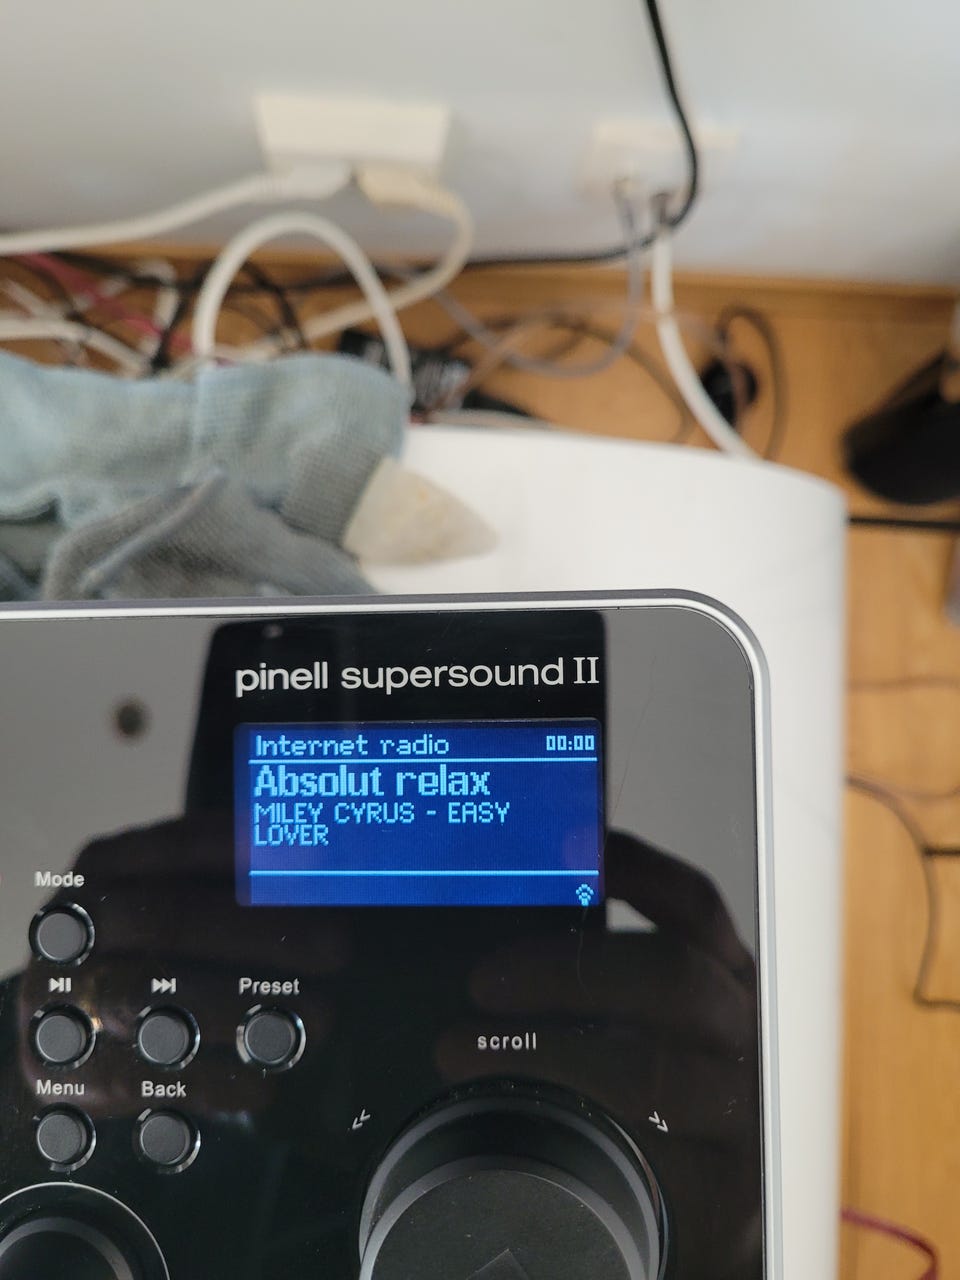 pinell supersound II
Internet radio 00:00
Absolut relax
MILEY CYRUS - EASY
LOVER
Mode
Preset
scroll
Menu Back